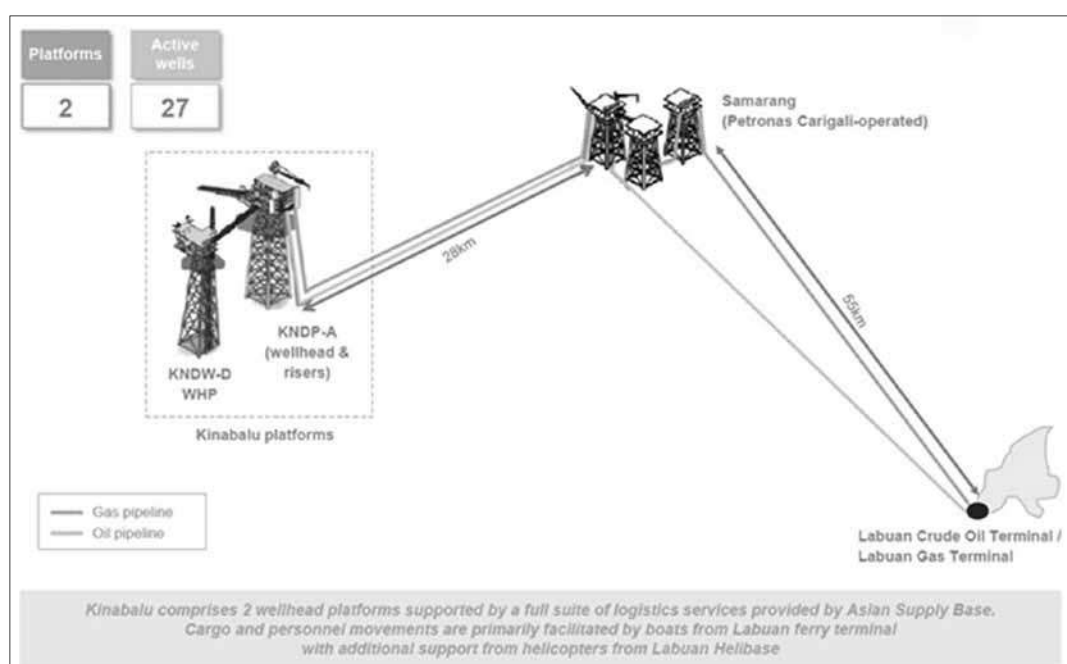 Platforms
2
Active
wells
27
Samarang
(Petronas Carigali-operated)
28km
55km
KNDP-A
(wellhead &
risers)
KNDW-D
WHP
Kinabalu platforms
Gas pipeline
Oil pipeline
Labuan Crude Oil Terminal /
Labuan Gas Terminal
Kinabalu comprises 2 wellhead platforms supported by a full suite of logistics services provided by Asian Supply Base.
Cargo and personnel movements are primarily facilitated by boats from Labuan ferry terminal
with additional support from helicopters from Labuan Helibase